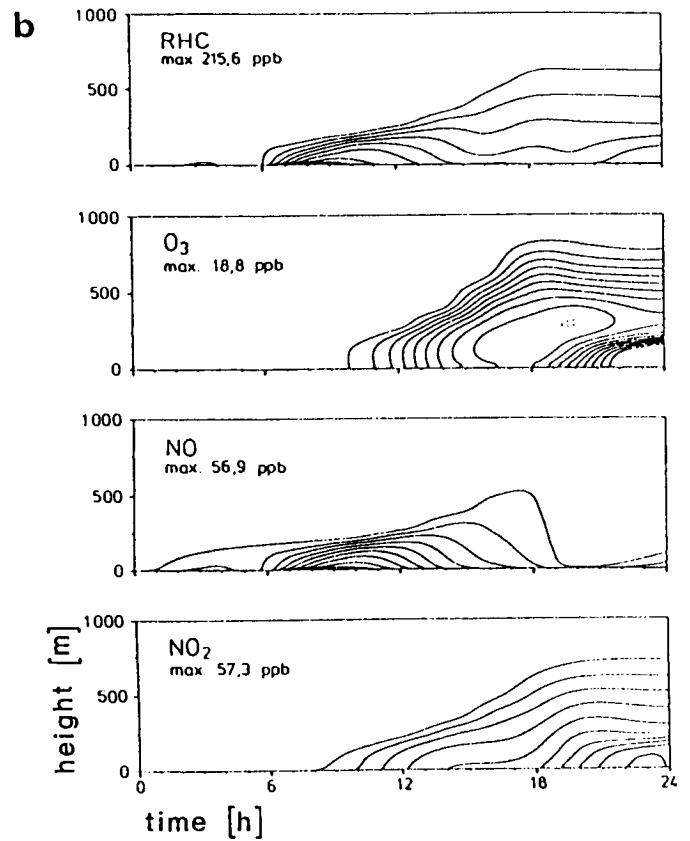 b
1000
RHC
max 215,6 ppb
500
0
1000
O3
max. 18,8 ppb
500
0
1000
NO
max. 56,9 ppb
500
0
1000
NO2
max. 57,3 ppb
500
0
height [m]
0 6 12 18 24
time [h]